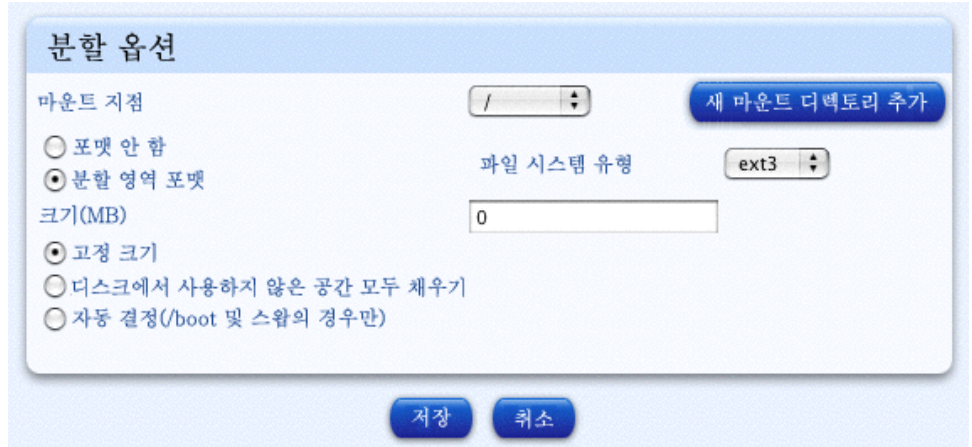 분할 옵션
마운트 지점 / 새 마운트 디렉토리 추가
포맷 안 함
분할 영역 포맷 파일 시스템 유형 ext3
크기(MB) 0
고정 크기
디스크에서 사용하지 않은 공간 모두 채우기
자동 결정(/boot 및 스왑의 경우만)
저장 취소